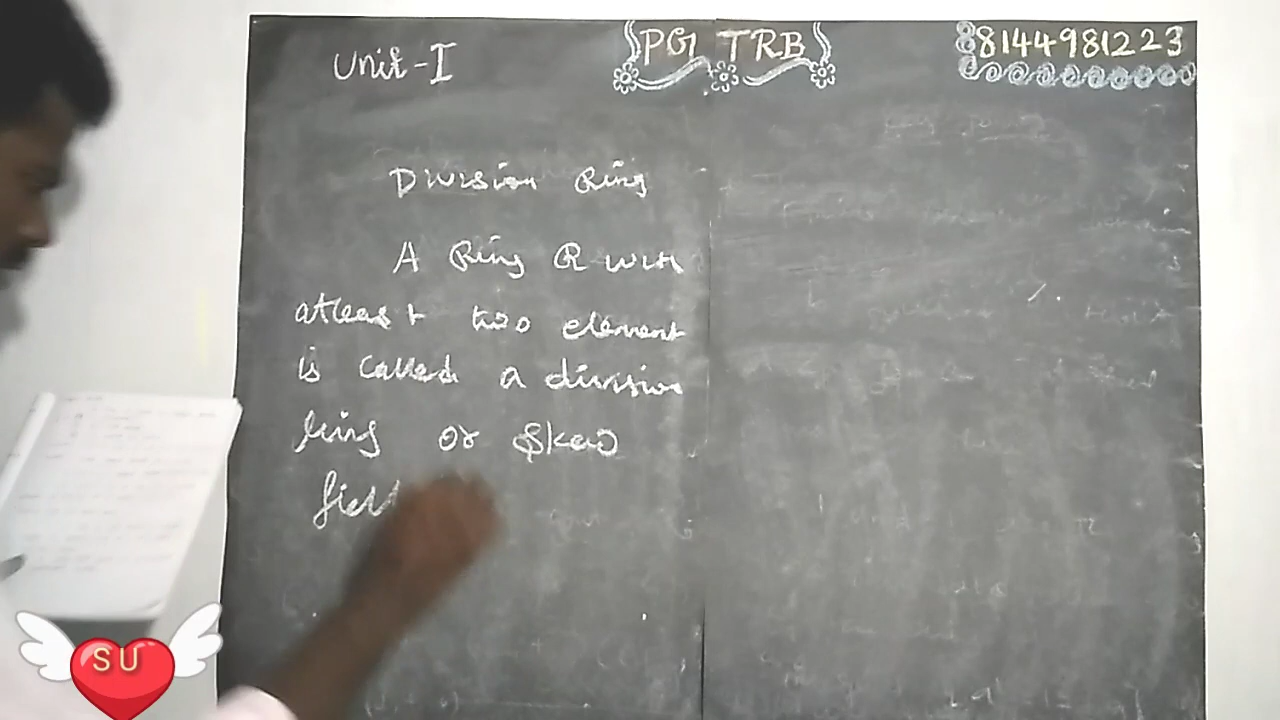 Unit-I
PG TRB
8144981223
Division Ring
A Ring R with
atleast two element
is called a division
Ring or Skew
field
SU